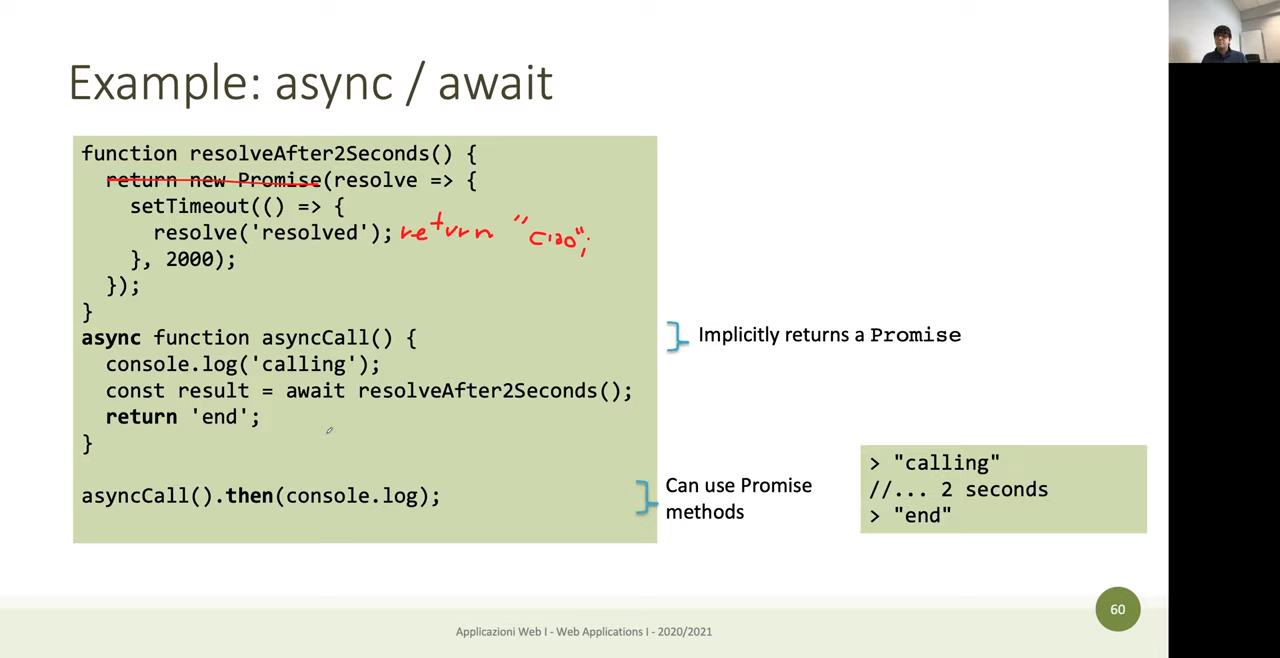 Example: async / await
function resolveAfter2Seconds() {
return new Promise(resolve => {
setTimeout(() => {
resolve('resolved'); return "ciao";
}, 2000);
});
}
async function asyncCall() {
console.log('calling');
const result = await resolveAfter2Seconds();
return 'end';
}
asyncCall().then(console.log);
Implicitly returns a Promise
Can use Promise
methods
> "calling"
//... 2 seconds
> "end"
60
Applicazioni Web I - Web Applications I - 2020/2021